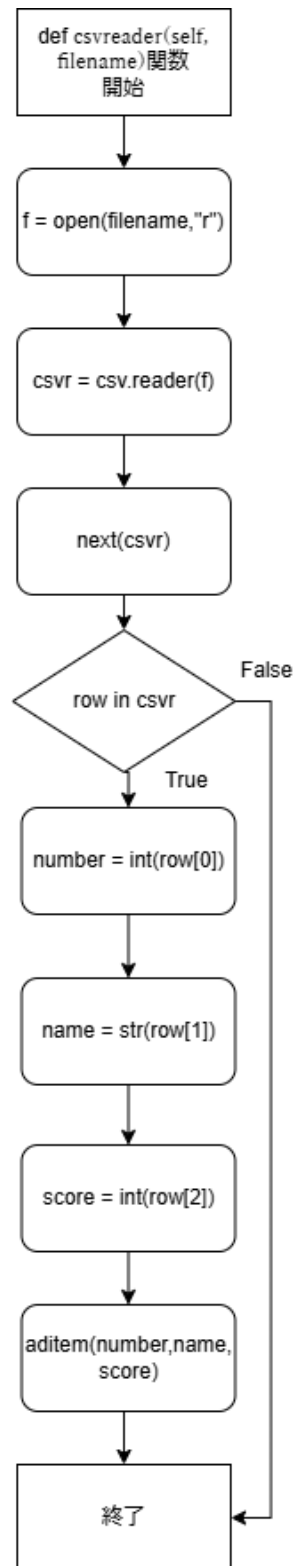 def csvreader(self,
filename)関数
開始
f = open(filename,"r")
csvr = csv.reader(f)
next(csvr)
row in csvr
False
True
number = int(row[0])
name = str(row[1])
score = int(row[2])
aditem(number,name,
score)
終了